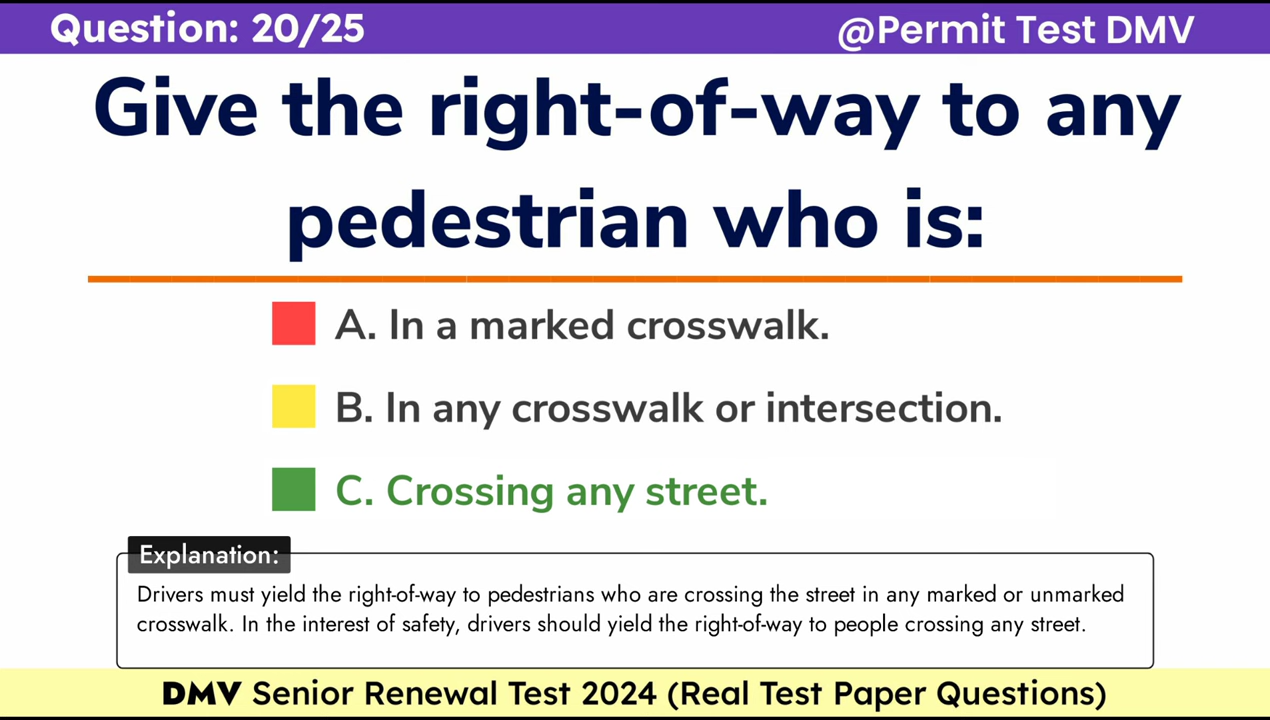 Question: 20/25
@Permit Test DMV
Give the right-of-way to any
pedestrian who is:
A. In a marked crosswalk.
B. In any crosswalk or intersection.
C. Crossing any street.
Explanation:
Drivers must yield the right-of-way to pedestrians who are crossing the street in any marked or unmarked
crosswalk. In the interest of safety, drivers should yield the right-of-way to people crossing any street.
DMV Senior Renewal Test 2024 (Real Test Paper Questions)